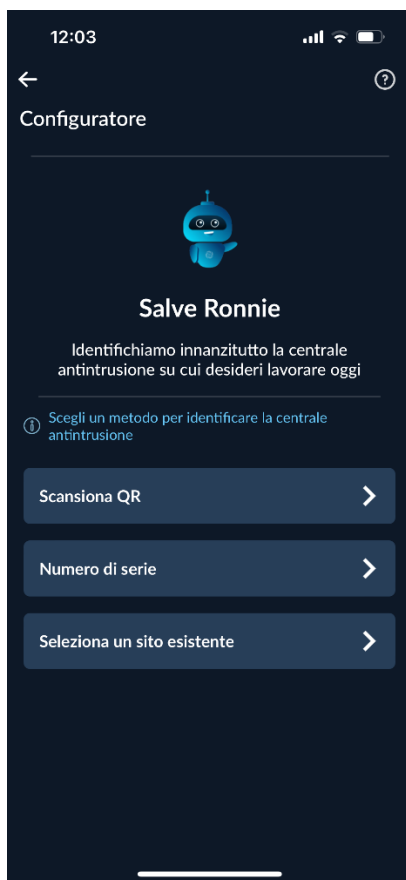 12:03
Configuratore
Salve Ronnie
Identifichiamo innanzitutto la centrale
antintrusione su cui desideri lavorare oggi
Scegli un metodo per identificare la centrale
antintrusione
Scansiona QR
Numero di serie
Seleziona un sito esistente